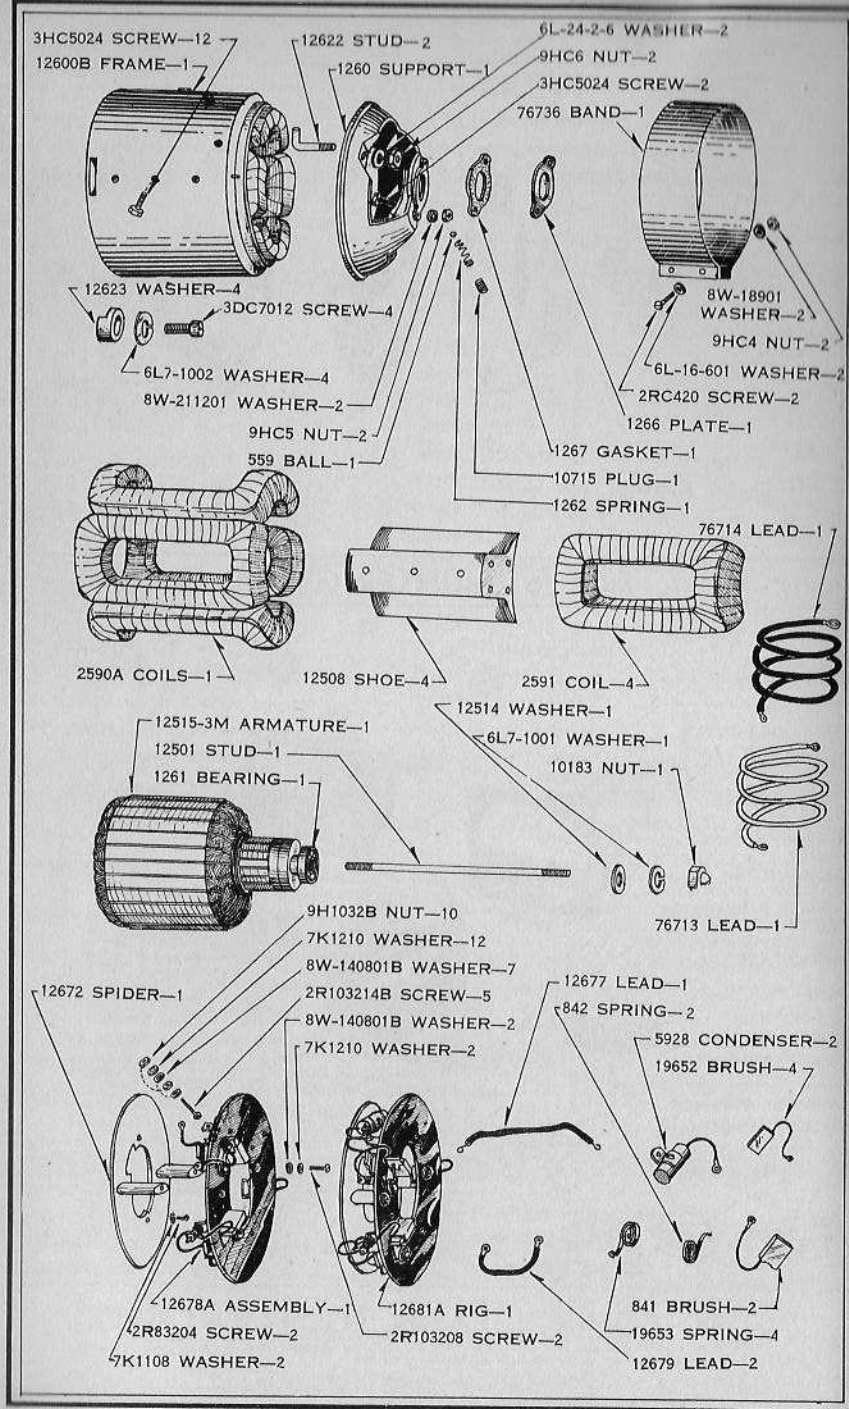 3HC5024 SCREW—12
12600B FRAME—1
12622 STUD—2
1260 SUPPORT—1
6L-24-2-6 WASHER—2
9HC6 NUT—2
3HC5024 SCREW—2
76736 BAND—1
12623 WASHER—4
3DC7012 SCREW—4
6L7-1002 WASHER—4
8W-211201 WASHER—2
9HC5 NUT—2
559 BALL—1
8W-18901
WASHER—2
9HC4 NUT—2
6L-16-601 WASHER—2
2RC420 SCREW—2
1266 PLATE—1
1267 GASKET—1
10715 PLUG—1
1262 SPRING—1
76714 LEAD—1
2590A COILS—1
12508 SHOE—4
2591 COIL—4
12514 WASHER—1
6L7-1001 WASHER—1
10183 NUT—1
12515-3M ARMATURE—1
12501 STUD—1
1261 BEARING—1
76713 LEAD—1
9H1032B NUT—10
7K1210 WASHER—12
8W-140801B WASHER—7
2R103214B SCREW—5
8W-140801B WASHER—2
7K1210 WASHER—2
12672 SPIDER—1
12677 LEAD—1
842 SPRING—2
5928 CONDENSER—2
19652 BRUSH—4
12678A ASSEMBLY—1
2R83204 SCREW—2
7K1108 WASHER—2
12681A RIG—1
2R103208 SCREW—2
841 BRUSH—2
19653 SPRING—4
12679 LEAD—2